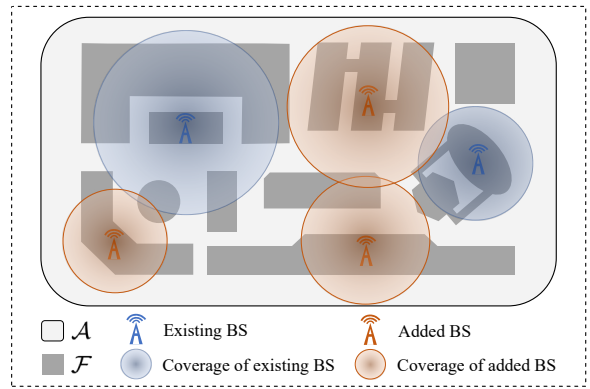 𝒜 Existing BS Added BS
ℱ Coverage of existing BS Coverage of added BS